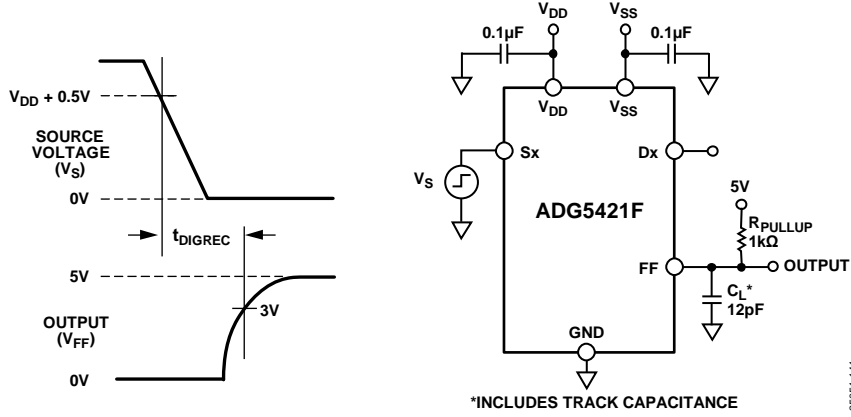 V_DD + 0.5V
SOURCE
VOLTAGE
(V_S)
0V
t_DIGREC
5V
3V
OUTPUT
(V_FF)
0V
V_DD
V_SS
0.1µF
0.1µF
V_DD
V_SS
Sx
Dx
V_S
ADG5421F
5V
R_PULLUP
1kΩ
FF
OUTPUT
C_L*
12pF
GND
*INCLUDES TRACK CAPACITANCE